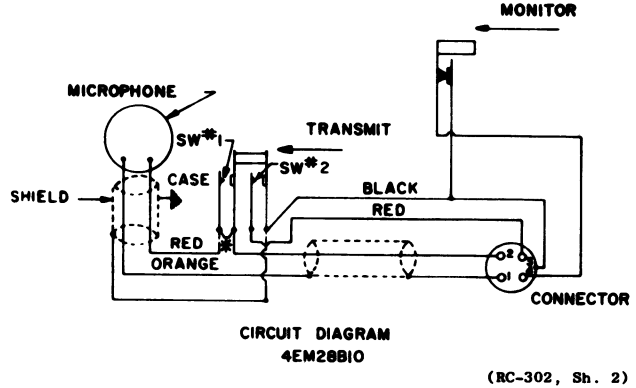 MONITOR
MICROPHONE
SW#1
TRANSMIT
SW#2
SHIELD
CASE
BLACK
RED
RED
*
ORANGE
2
1
CONNECTOR
CIRCUIT DIAGRAM
4EM28B10
(RC-302, Sh. 2)